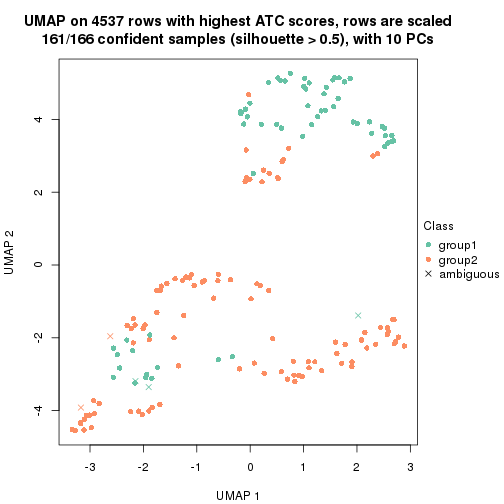 UMAP on 4537 rows with highest ATC scores, rows are scaled
161/166 confident samples (silhouette > 0.5), with 10 PCs
4
2
0
-2
-4
UMAP 2
Class
group1
group2
ambiguous
-3 -2 -1 0 1 2 3
UMAP 1